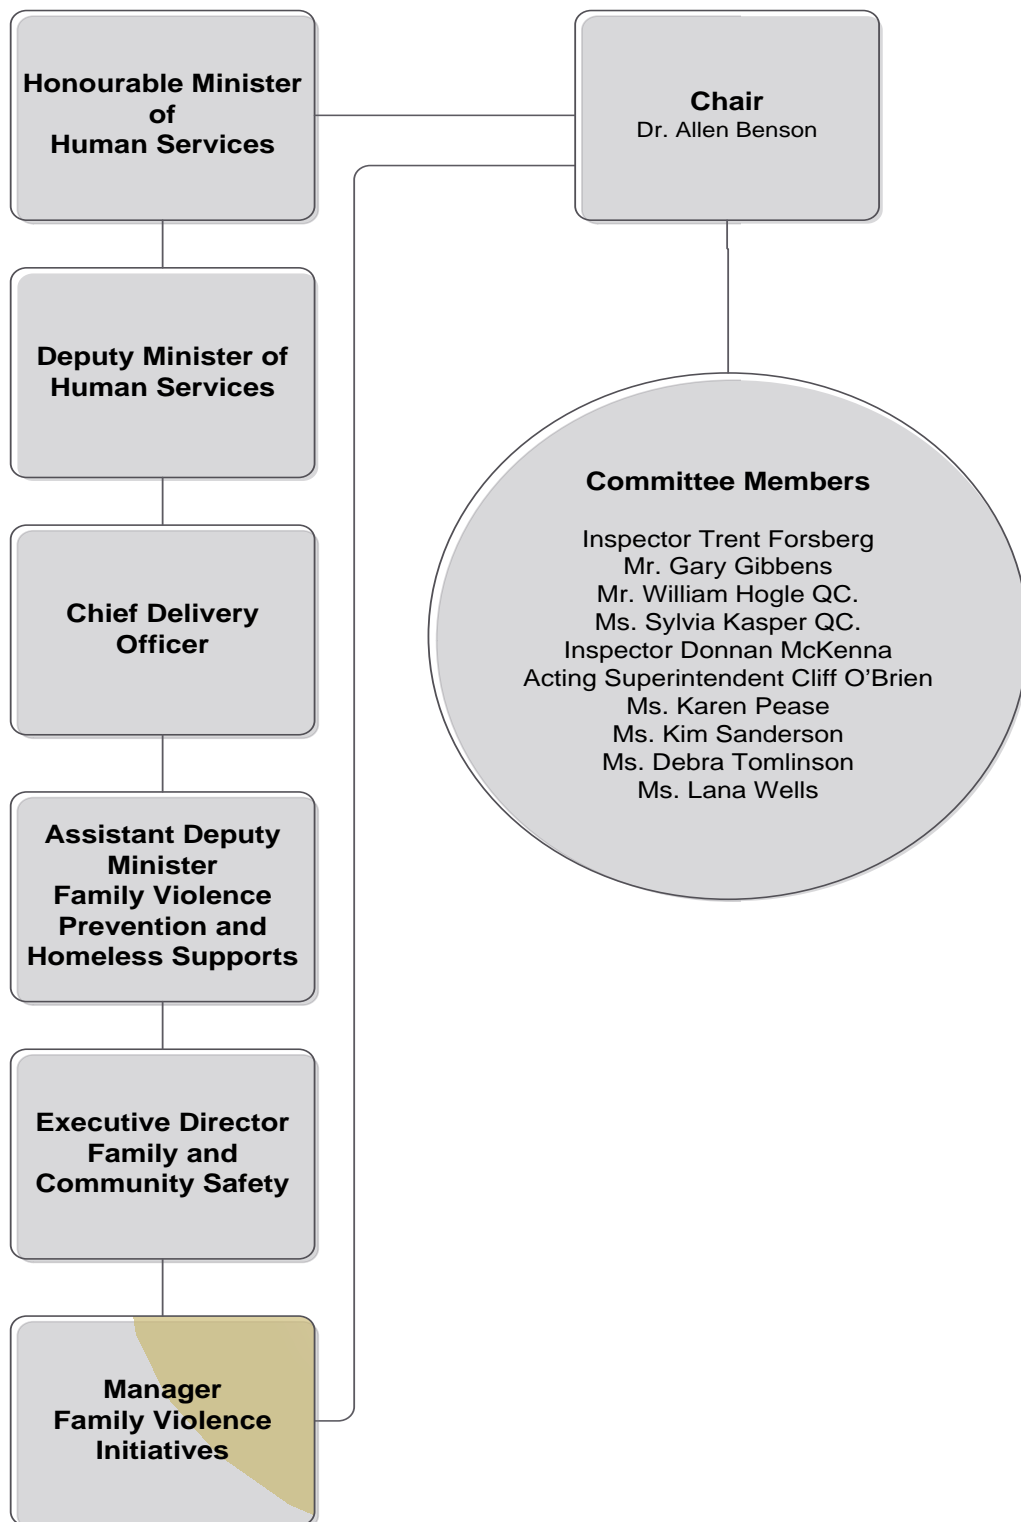 Honourable Minister
of
Human Services
Chair
Dr. Allen Benson
Deputy Minister of
Human Services
Committee Members
Inspector Trent Forsberg
Mr. Gary Gibbens
Mr. William Hogle QC.
Ms. Sylvia Kasper QC.
Inspector Donnan McKenna
Acting Superintendent Cliff O’Brien
Ms. Karen Pease
Ms. Kim Sanderson
Ms. Debra Tomlinson
Ms. Lana Wells
Chief Delivery
Officer
Assistant Deputy
Minister
Family Violence
Prevention and
Homeless Supports
Executive Director
Family and
Community Safety
Manager
Family Violence
Initiatives